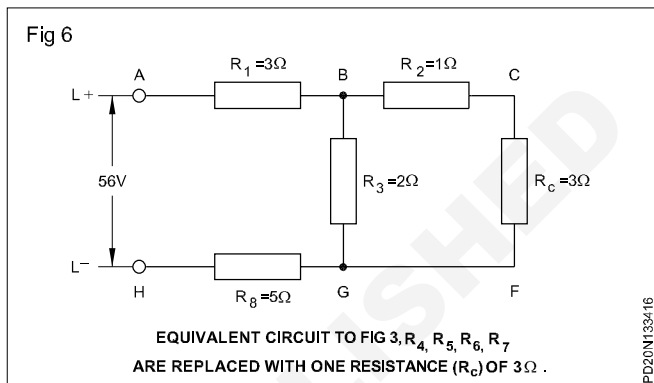 Fig 6
A
R1=3Ω
B
R2=1Ω
C
L+
56V
R3=2Ω
Rc=3Ω
L−
H
R8=5Ω
G
F
EQUIVALENT CIRCUIT TO FIG 3, R4, R5, R6, R7
ARE REPLACED WITH ONE RESISTANCE (Rc) OF 3Ω .
PD20N133416